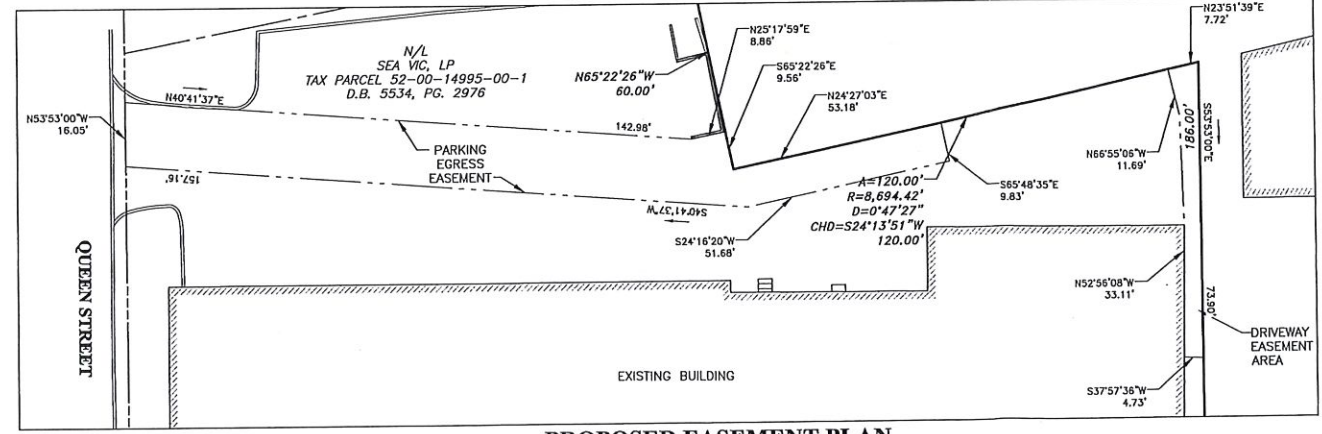 N23°51'39"E
7.72'
N25°17'59"E
8.86'
N/L
SEA VIC, LP
TAX PARCEL 52-00-14995-00-1
D.B. 5534, PG. 2976
N65°22'26"W
60.00'
S65°22'26"E
9.56'
N24°27'03"E
53.18'
N40°41'37"E
N53°53'00"W
16.05'
142.98'
PARKING
EGRESS
EASEMENT
157.16'
S40°41'37"W
S24°16'20"W
51.68'
A=120.00'
R=8,694.42'
D=0°47'27"
CHD=S24°13'51"W
120.00'
S65°48'35"E
9.83'
N66°55'06"W
11.69'
186.00'
S53°53'00"E
N52°56'08"W
33.11'
73.90'
DRIVEWAY
EASEMENT
AREA
S37°57'36"W
4.73'
QUEEN STREET
EXISTING BUILDING
PROPOSED EASEMENT PLAN